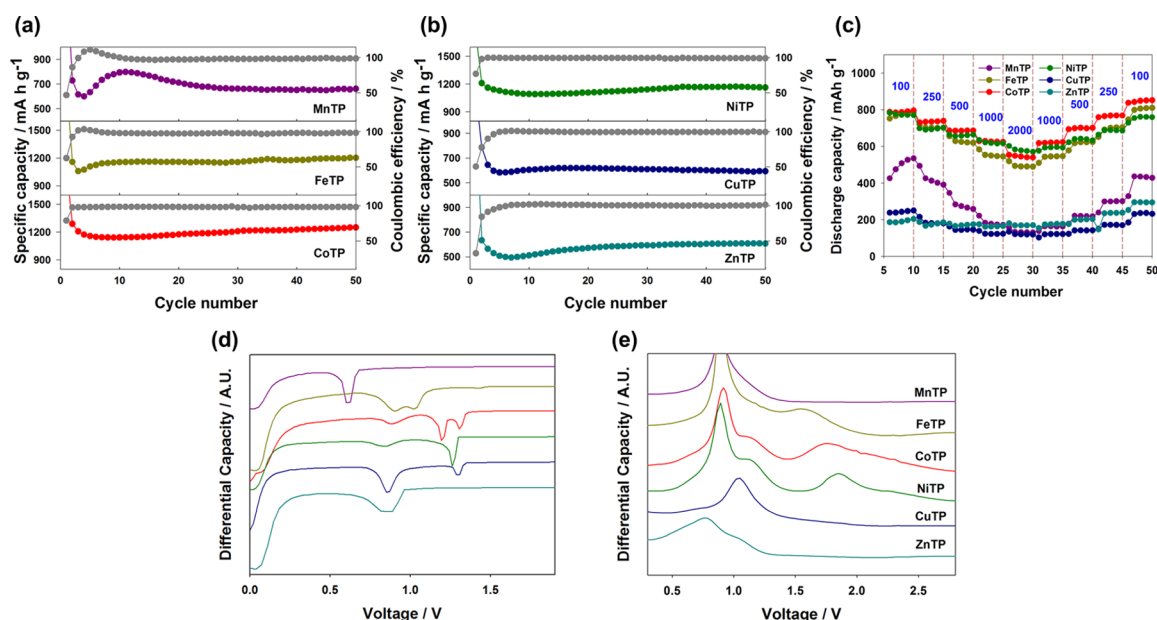 (a)
Specific capacity / mAh g-1
1200
900
700
500
1500
1200
900
1500
1200
900
MnTP
FeTP
CoTP
100
50
100
50
100
50
Coulombic efficiency / %
0 10 20 30 40 50
Cycle number
(b)
Specific capacity / mAh g-1
1500
1200
900
900
600
500
900
700
500
NiTP
CuTP
ZnTP
100
50
100
50
100
50
Coulombic efficiency / %
0 10 20 30 40 50
Cycle number
(c)
Discharge capacity / mAh g-1
1000
800
600
400
200
0
MnTP NiTP
FeTP CuTP
CoTP ZnTP
100 250 500 1000 2000 1000 500 250 100
5 10 15 20 25 30 35 40 45 50
Cycle number
(d)
Differential Capacity / A.U.
0.0 0.5 1.0 1.5
Voltage / V
(e)
Differential Capacity / A.U.
MnTP
FeTP
CoTP
NiTP
CuTP
ZnTP
0.5 1.0 1.5 2.0 2.5
Voltage / V